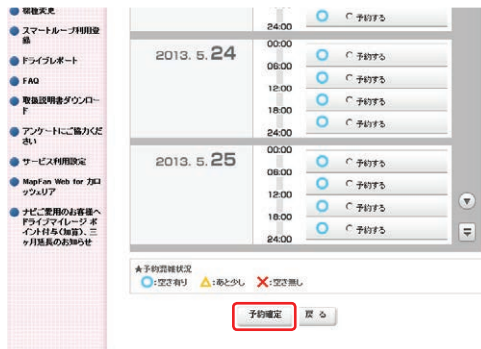 機種変更
スマートループ利用登
録
ドライブレポート
FAQ
取扱説明書ダウンロー
ド
アンケートにご協力くだ
さい
サービス利用設定
MapFan Web for カロ
ッツェリア
ナビご愛用のお客様へ
ドライブマイレージ ポ
イント付与(加算)、三
ヶ月延長のお知らせ
予約する
24:00
2013. 5. 24
00:00
予約する
06:00
予約する
12:00
予約する
18:00
予約する
24:00
2013. 5. 25
00:00
予約する
06:00
予約する
12:00
予約する
18:00
予約する
24:00
★予約混雑状況
:空き有り :あと少し :空き無し
予約確定 戻 る